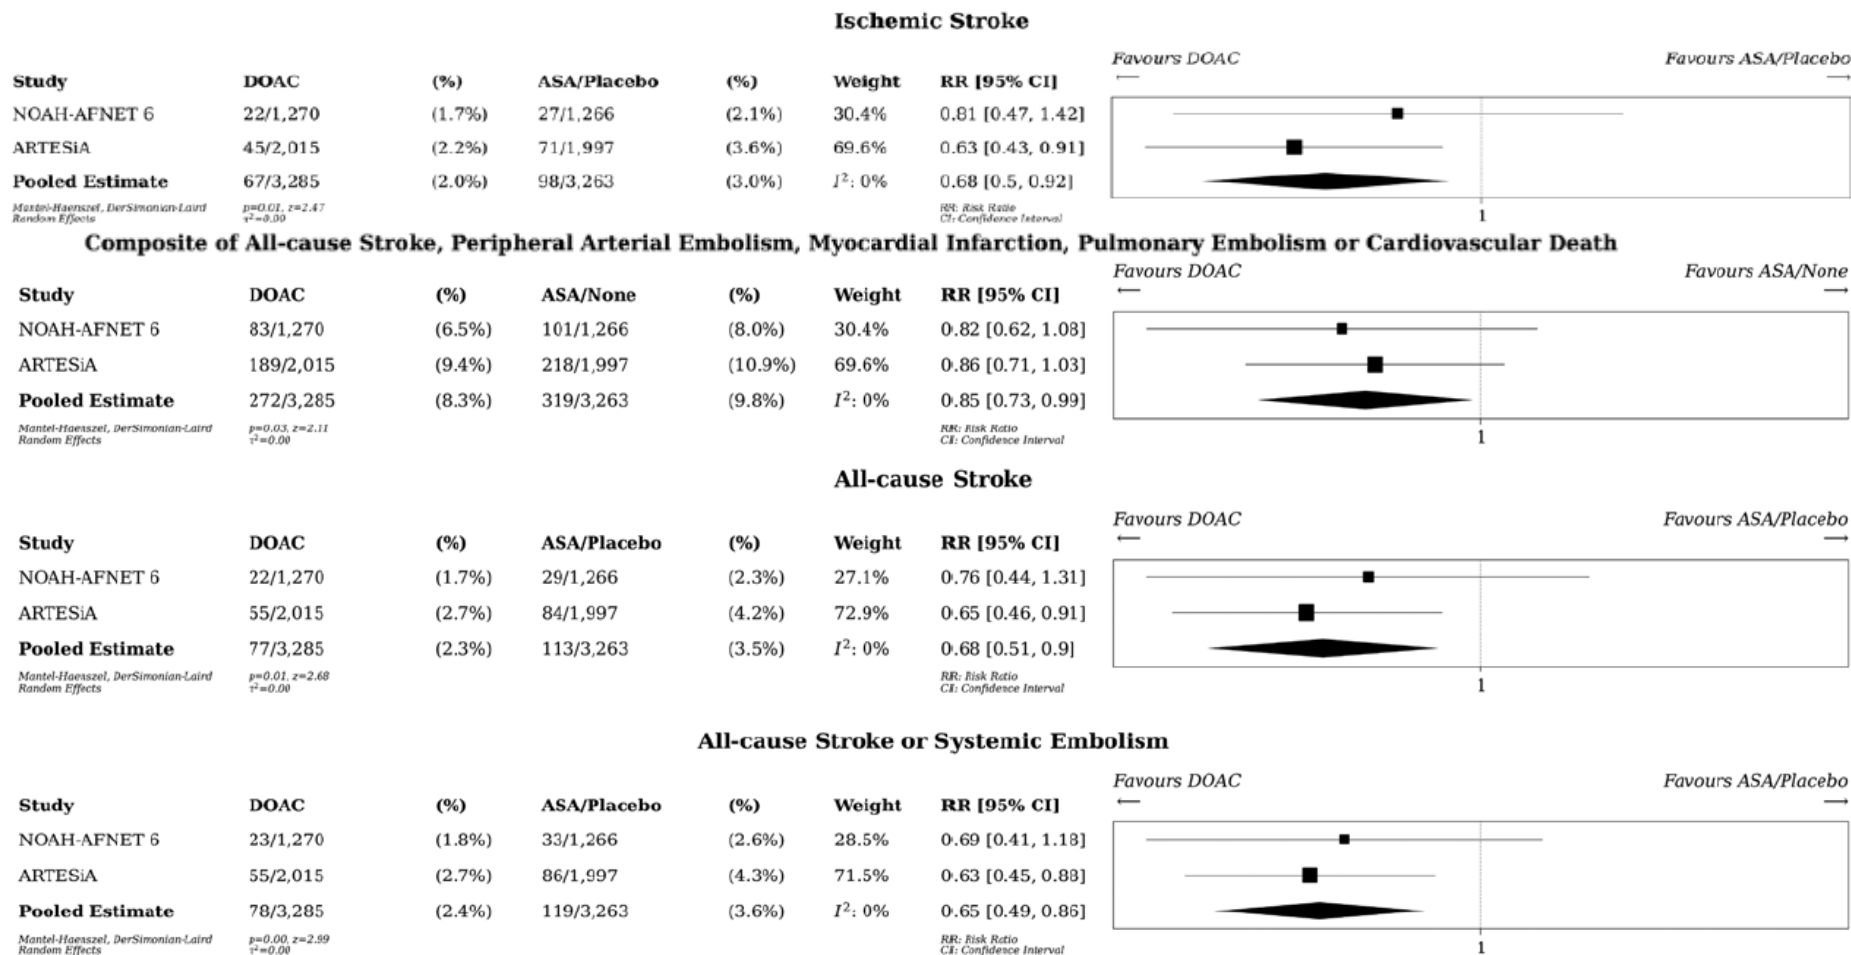 Ischemic Stroke
Favours DOAC Favours ASA/Placebo
← →
Study DOAC (%) ASA/Placebo (%) Weight RR [95% CI]
NOAH-AFNET 6 22/1,270 (1.7%) 27/1,266 (2.1%) 30.4% 0.81 [0.47, 1.42]
ARTESiA 45/2,015 (2.2%) 71/1,997 (3.6%) 69.6% 0.63 [0.43, 0.91]
Pooled Estimate 67/3,285 (2.0%) 98/3,263 (3.0%) I²: 0% 0.68 [0.5, 0.92]
Mantel-Haenszel, DerSimonian-Laird p=0.01, z=2.47 RR: Risk Ratio
Random Effects τ²=0.00 CI: Confidence Interval
1
Composite of All-cause Stroke, Peripheral Arterial Embolism, Myocardial Infarction, Pulmonary Embolism or Cardiovascular Death
Favours DOAC Favours ASA/None
← →
Study DOAC (%) ASA/None (%) Weight RR [95% CI]
NOAH-AFNET 6 83/1,270 (6.5%) 101/1,266 (8.0%) 30.4% 0.82 [0.62, 1.08]
ARTESiA 189/2,015 (9.4%) 218/1,997 (10.9%) 69.6% 0.86 [0.71, 1.03]
Pooled Estimate 272/3,285 (8.3%) 319/3,263 (9.8%) I²: 0% 0.85 [0.73, 0.99]
Mantel-Haenszel, DerSimonian-Laird p=0.03, z=2.11 RR: Risk Ratio
Random Effects τ²=0.00 CI: Confidence Interval
1
All-cause Stroke
Favours DOAC Favours ASA/Placebo
← →
Study DOAC (%) ASA/Placebo (%) Weight RR [95% CI]
NOAH-AFNET 6 22/1,270 (1.7%) 29/1,266 (2.3%) 27.1% 0.76 [0.44, 1.31]
ARTESiA 55/2,015 (2.7%) 84/1,997 (4.2%) 72.9% 0.65 [0.46, 0.91]
Pooled Estimate 77/3,285 (2.3%) 113/3,263 (3.5%) I²: 0% 0.68 [0.51, 0.9]
Mantel-Haenszel, DerSimonian-Laird p=0.01, z=2.68 RR: Risk Ratio
Random Effects τ²=0.00 CI: Confidence Interval
1
All-cause Stroke or Systemic Embolism
Favours DOAC Favours ASA/Placebo
← →
Study DOAC (%) ASA/Placebo (%) Weight RR [95% CI]
NOAH-AFNET 6 23/1,270 (1.8%) 33/1,266 (2.6%) 28.5% 0.69 [0.41, 1.18]
ARTESiA 55/2,015 (2.7%) 86/1,997 (4.3%) 71.5% 0.63 [0.45, 0.88]
Pooled Estimate 78/3,285 (2.4%) 119/3,263 (3.6%) I²: 0% 0.65 [0.49, 0.86]
Mantel-Haenszel, DerSimonian-Laird p=0.00, z=2.99 RR: Risk Ratio
Random Effects τ²=0.00 CI: Confidence Interval
1